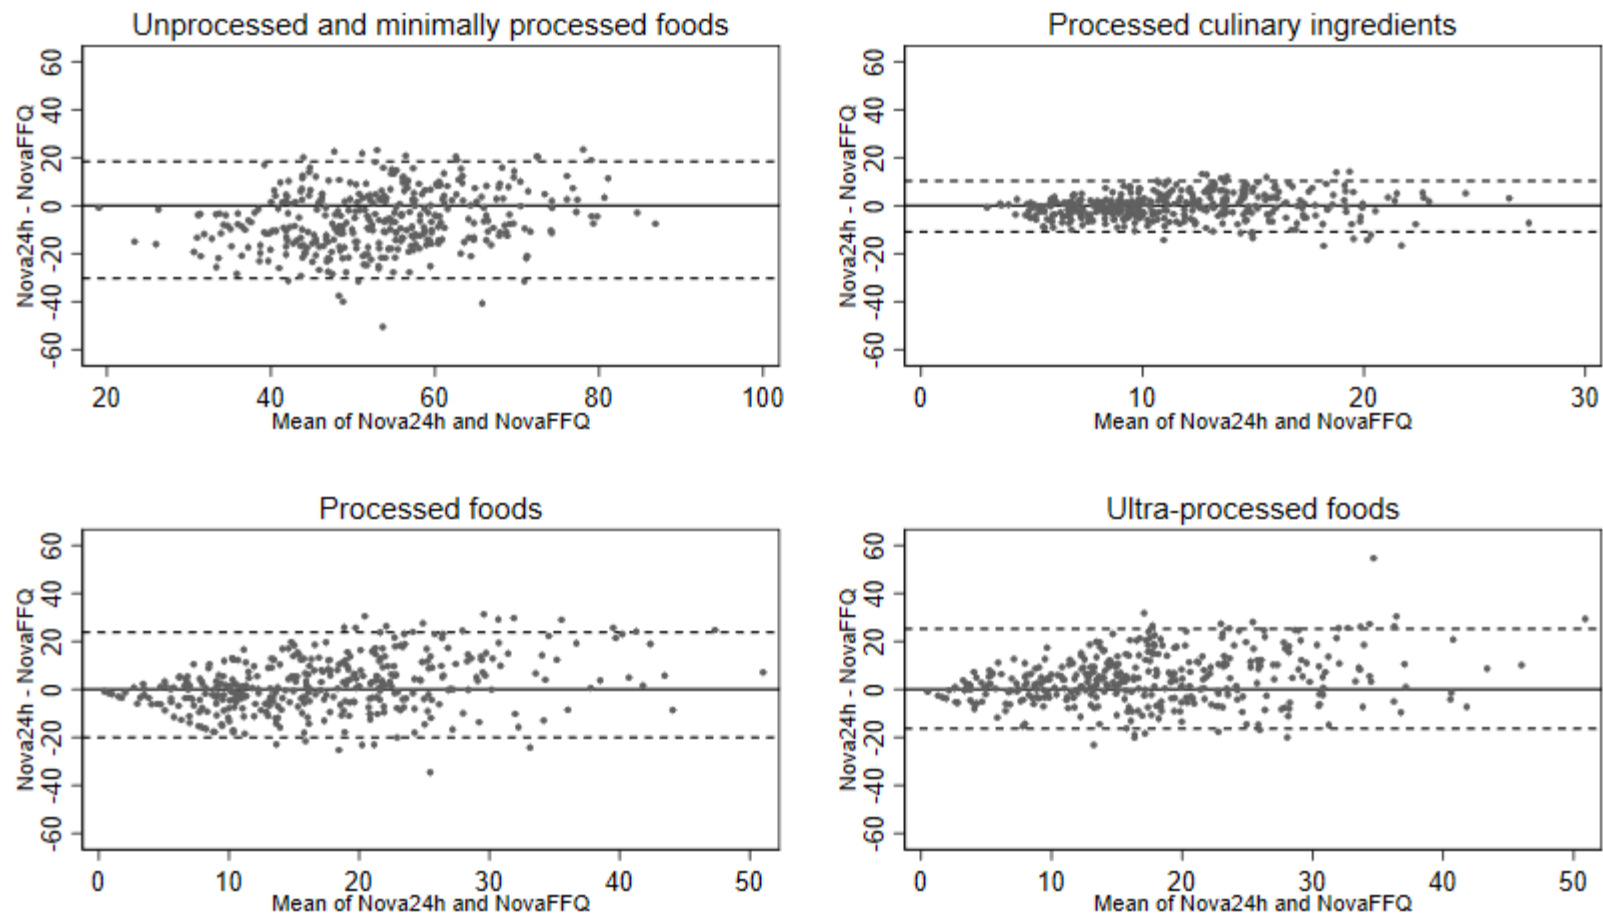 Unprocessed and minimally processed foods
Nova24h - NovaFFQ
60
40
20
0
-20
-40
-60
20 40 60 80 100
Mean of Nova24h and NovaFFQ
Processed culinary ingredients
Nova24h - NovaFFQ
60
40
20
0
-20
-40
-60
0 10 20 30
Mean of Nova24h and NovaFFQ
Processed foods
Nova24h - NovaFFQ
60
40
20
0
-20
-40
-60
0 10 20 30 40 50
Mean of Nova24h and NovaFFQ
Ultra-processed foods
Nova24h - NovaFFQ
60
40
20
0
-20
-40
-60
0 10 20 30 40 50
Mean of Nova24h and NovaFFQ